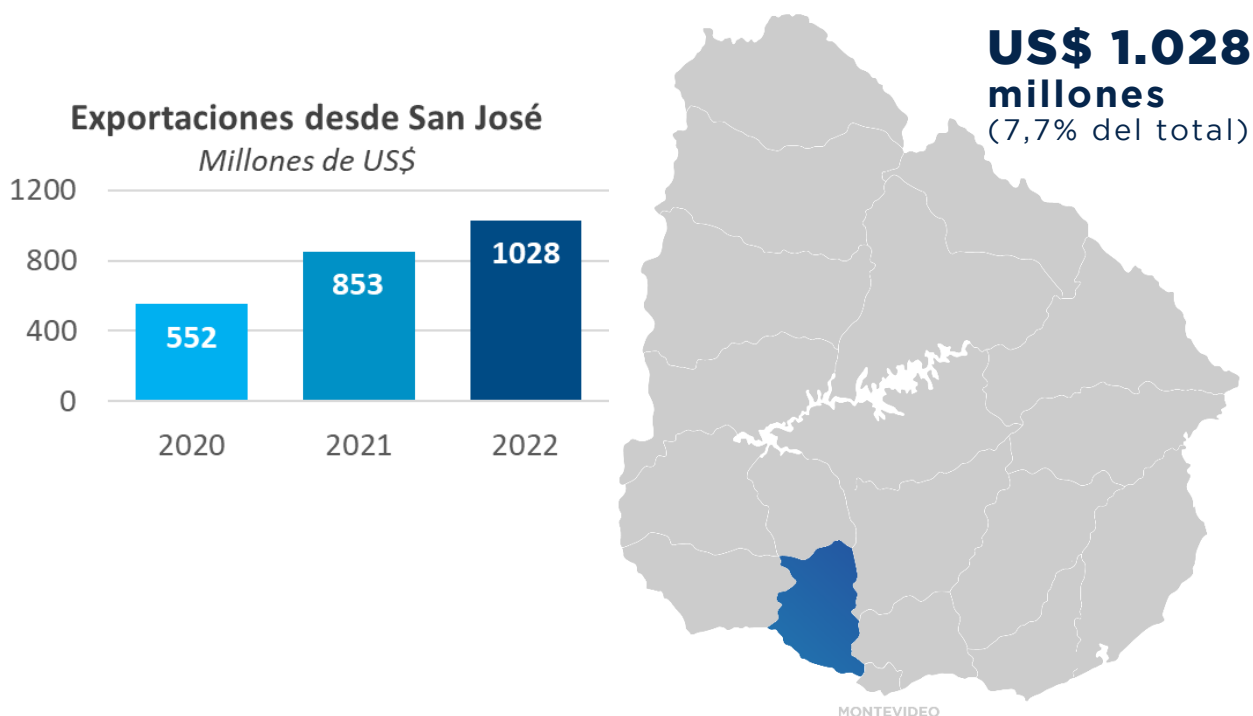 Exportaciones desde San José
Millones de US$
1200
800
400
0
552
853
1028
2020
2021
2022
US$ 1.028
millones
(7,7% del total)
MONTEVIDEO